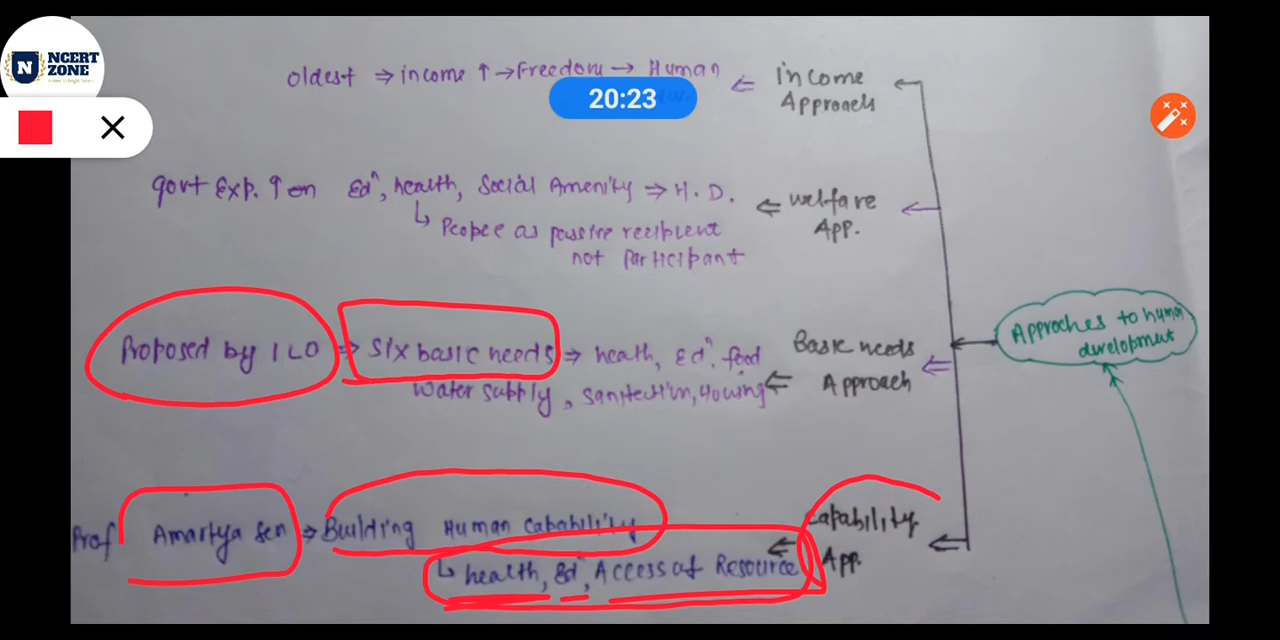 NCERT
ZONE
20:23
oldest ⇒ income ↑ → Freedom → Human
⇐ income
Approach
govt Exp. ↑ on Edⁿ, health, Social Amenity ⇒ H.D.
⇐ welfare
App.
↳ People as passive recipient
not Participant
Proposed by ILO ⇒ Six basic needs ⇒ health, Edⁿ, food
water supply, sanitection, Housing
⇐ Basic needs
Approach
Approaches to human
development
Prof Amartya Sen ⇒ Building Human Capability
↳ health, Edⁿ, Access of Resource
⇐ Capability
App.